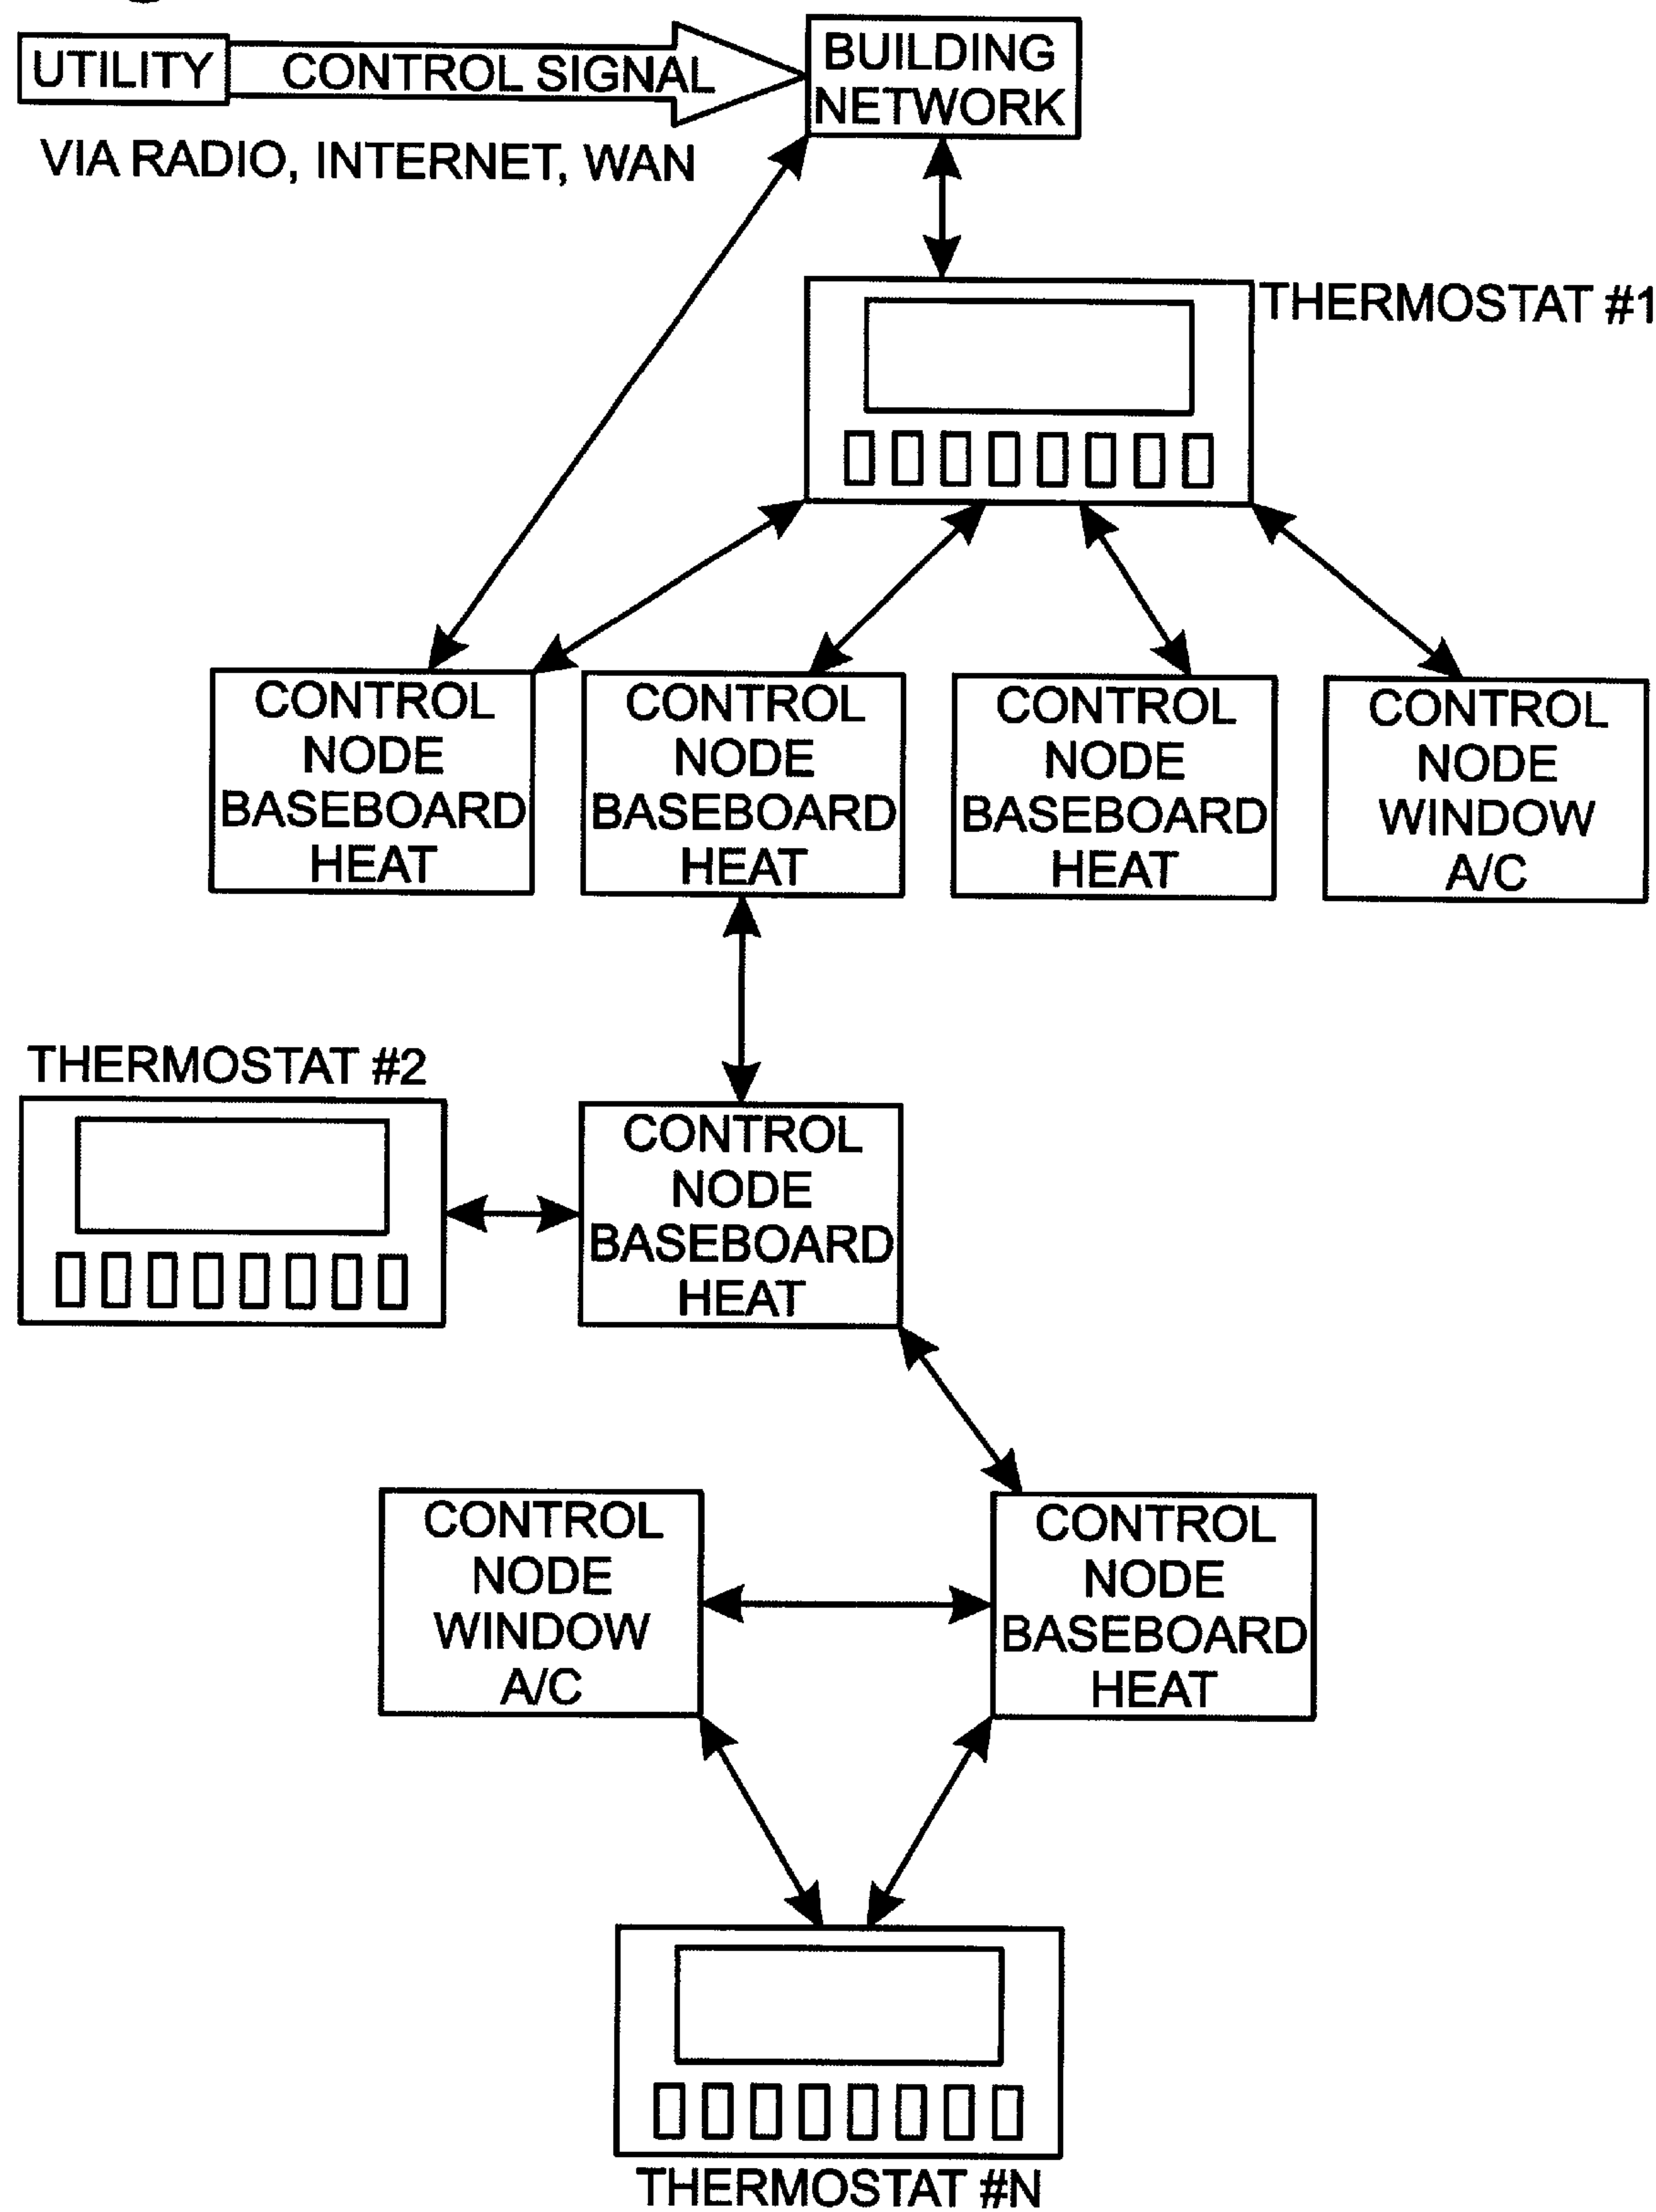 UTILITY
CONTROL SIGNAL
BUILDING
NETWORK
VIA RADIO, INTERNET, WAN
THERMOSTAT #1
CONTROL
NODE
BASEBOARD
HEAT
CONTROL
NODE
BASEBOARD
HEAT
CONTROL
NODE
BASEBOARD
HEAT
CONTROL
NODE
WINDOW
A/C
THERMOSTAT #2
CONTROL
NODE
BASEBOARD
HEAT
CONTROL
NODE
WINDOW
A/C
CONTROL
NODE
BASEBOARD
HEAT
THERMOSTAT #N